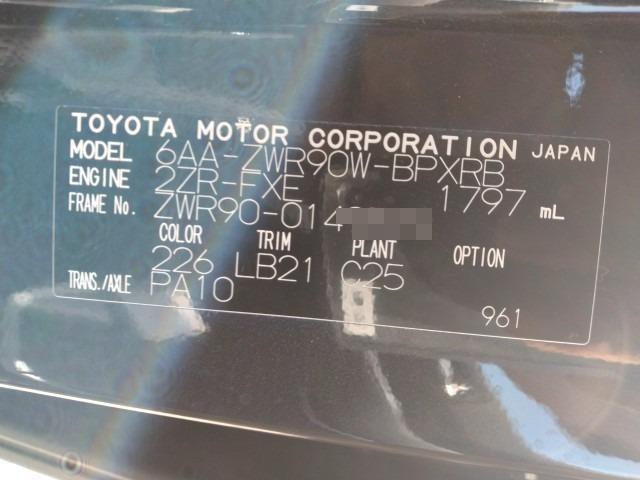 TOYOTA MOTOR CORPORATION JAPAN
MODEL 6AA-ZWR90W-BPXRB
ENGINE 2ZR-FXE 1797 mL
FRAME No. ZWR90-014
COLOR TRIM PLANT OPTION
226 LB21 C25
TRANS./AXLE PA10
961